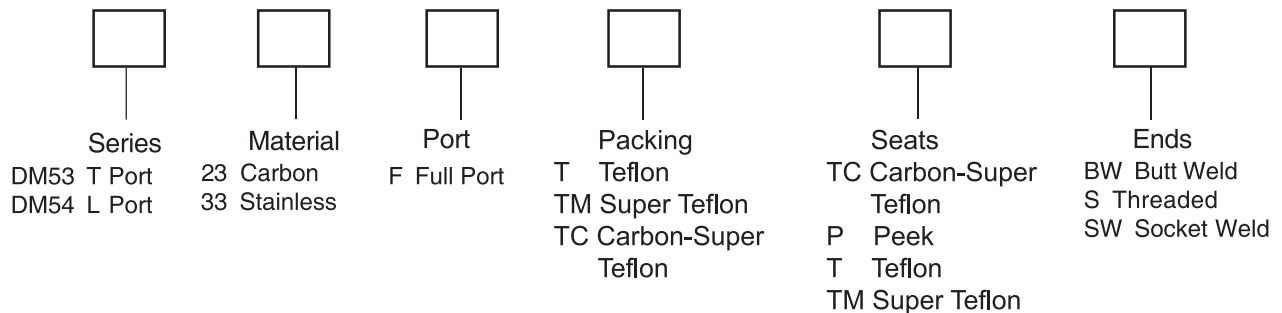 Series
DM53 T Port
DM54 L Port
Material
23 Carbon
33 Stainless
Port
F Full Port
Packing
T Teflon
TM Super Teflon
TC Carbon-Super
Teflon
Seats
TC Carbon-Super
Teflon
P Peek
T Teflon
TM Super Teflon
Ends
BW Butt Weld
S Threaded
SW Socket Weld